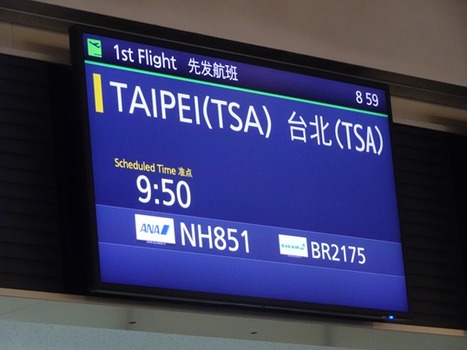 1st Flight 先发航班 8 59
TAIPEI(TSA) 台北(TSA)
Scheduled Time 准点
9:50
ANA NH851 EVA AIR BR2175